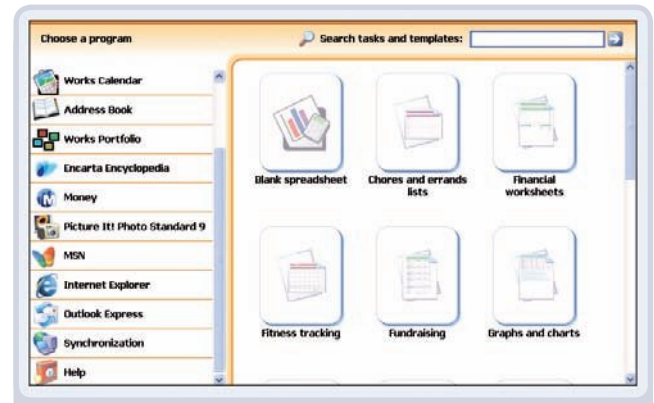 Choose a program
Search tasks and templates:
Works Calendar
Address Book
Works Portfolio
Encarta Encyclopedia
Money
Picture It! Photo Standard 9
MSN
Internet Explorer
Outlook Express
Synchronization
Help
Blank spreadsheet
Chores and errands
lists
Financial
worksheets
Fitness tracking
Fundraising
Graphs and charts